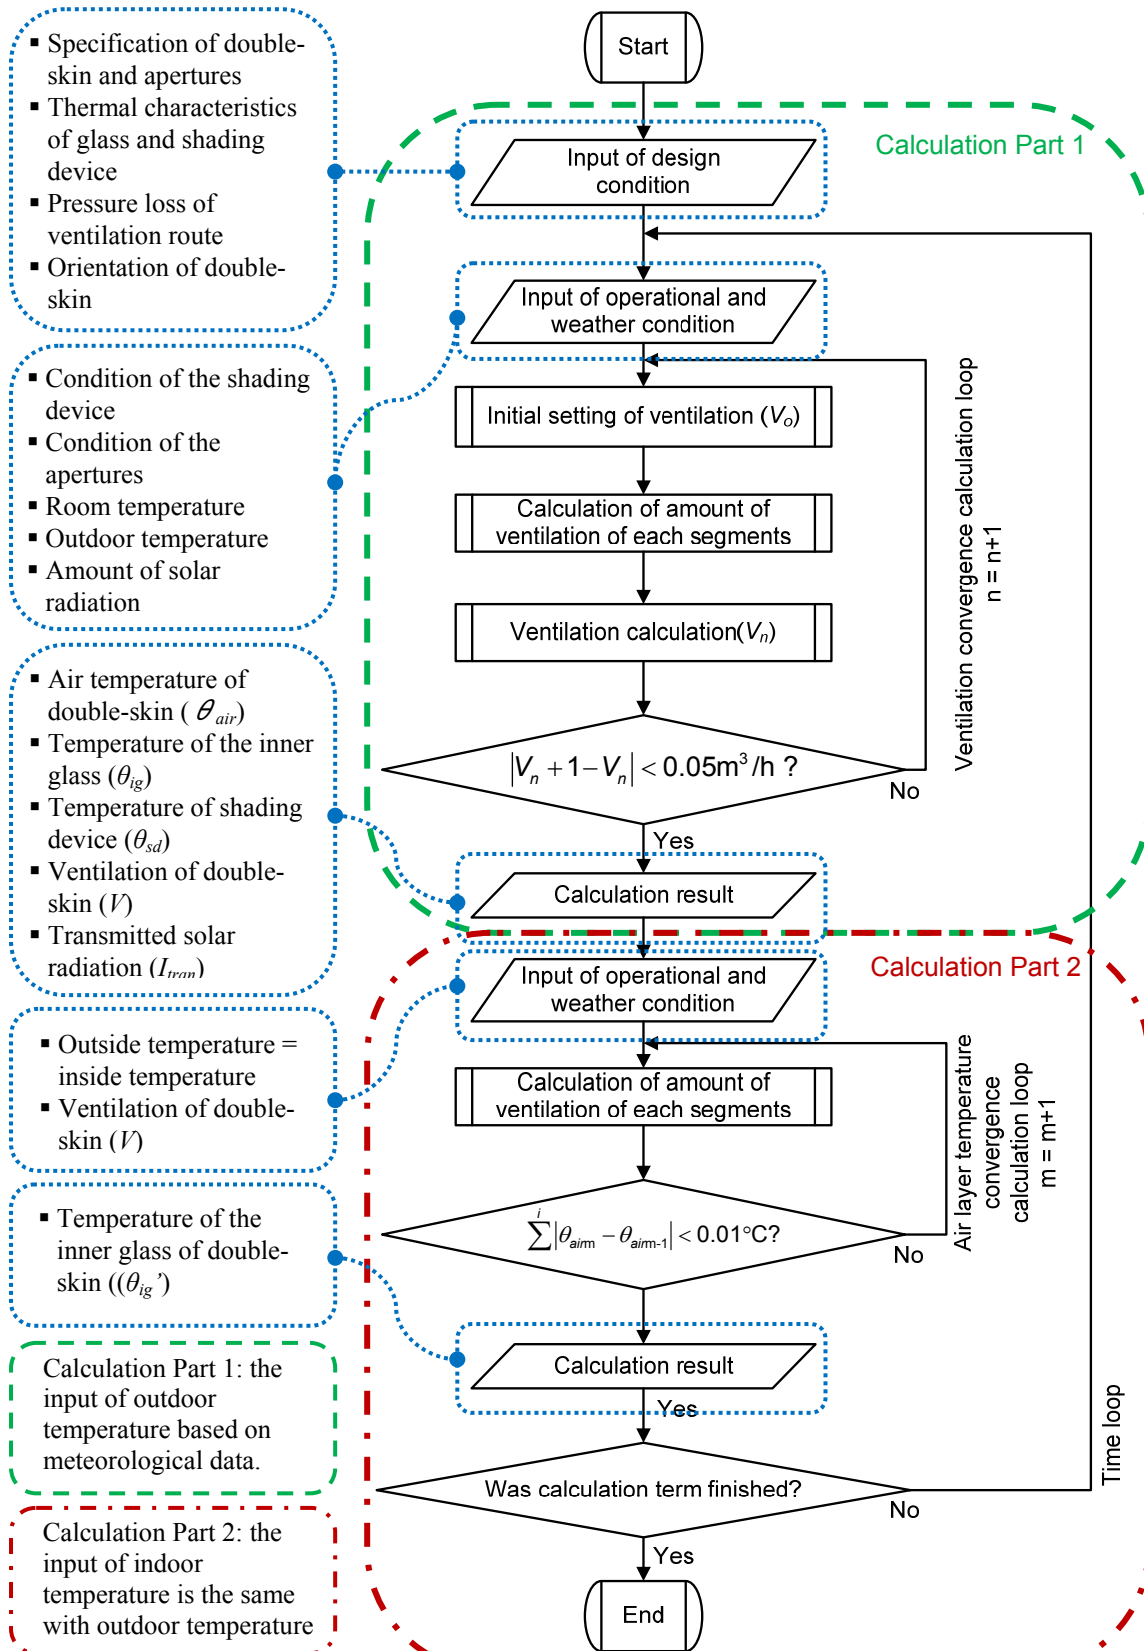 ▪ Specification of double-
skin and apertures
▪ Thermal characteristics
of glass and shading
device
▪ Pressure loss of
ventilation route
▪ Orientation of double-
skin
▪ Condition of the shading
device
▪ Condition of the
apertures
▪ Room temperature
▪ Outdoor temperature
▪ Amount of solar
radiation
▪ Air temperature of
double-skin ( θair)
▪ Temperature of the inner
glass (θig)
▪ Temperature of shading
device (θsd)
▪ Ventilation of double-
skin (V)
▪ Transmitted solar
radiation (Itran)
▪ Outside temperature =
inside temperature
▪ Ventilation of double-
skin (V)
▪ Temperature of the
inner glass of double-
skin ((θig’)
Calculation Part 1: the
input of outdoor
temperature based on
meteorological data.
Calculation Part 2: the
input of indoor
temperature is the same
with outdoor temperature
Start
Calculation Part 1
Input of design
condition
Input of operational and
weather condition
Initial setting of ventilation (Vo)
Calculation of amount of
ventilation of each segments
Ventilation calculation(Vn)
|Vn + 1 − Vn| < 0.05m³/h ?
No
Yes
Ventilation convergence calculation loop
n = n+1
Calculation result
Calculation Part 2
Input of operational and
weather condition
Calculation of amount of
ventilation of each segments
∑i|θairm − θairm-1| < 0.01°C?
No
Air layer temperature
convergence
calculation loop
m = m+1
Calculation result
Yes
Was calculation term finished?
No
Time loop
Yes
End